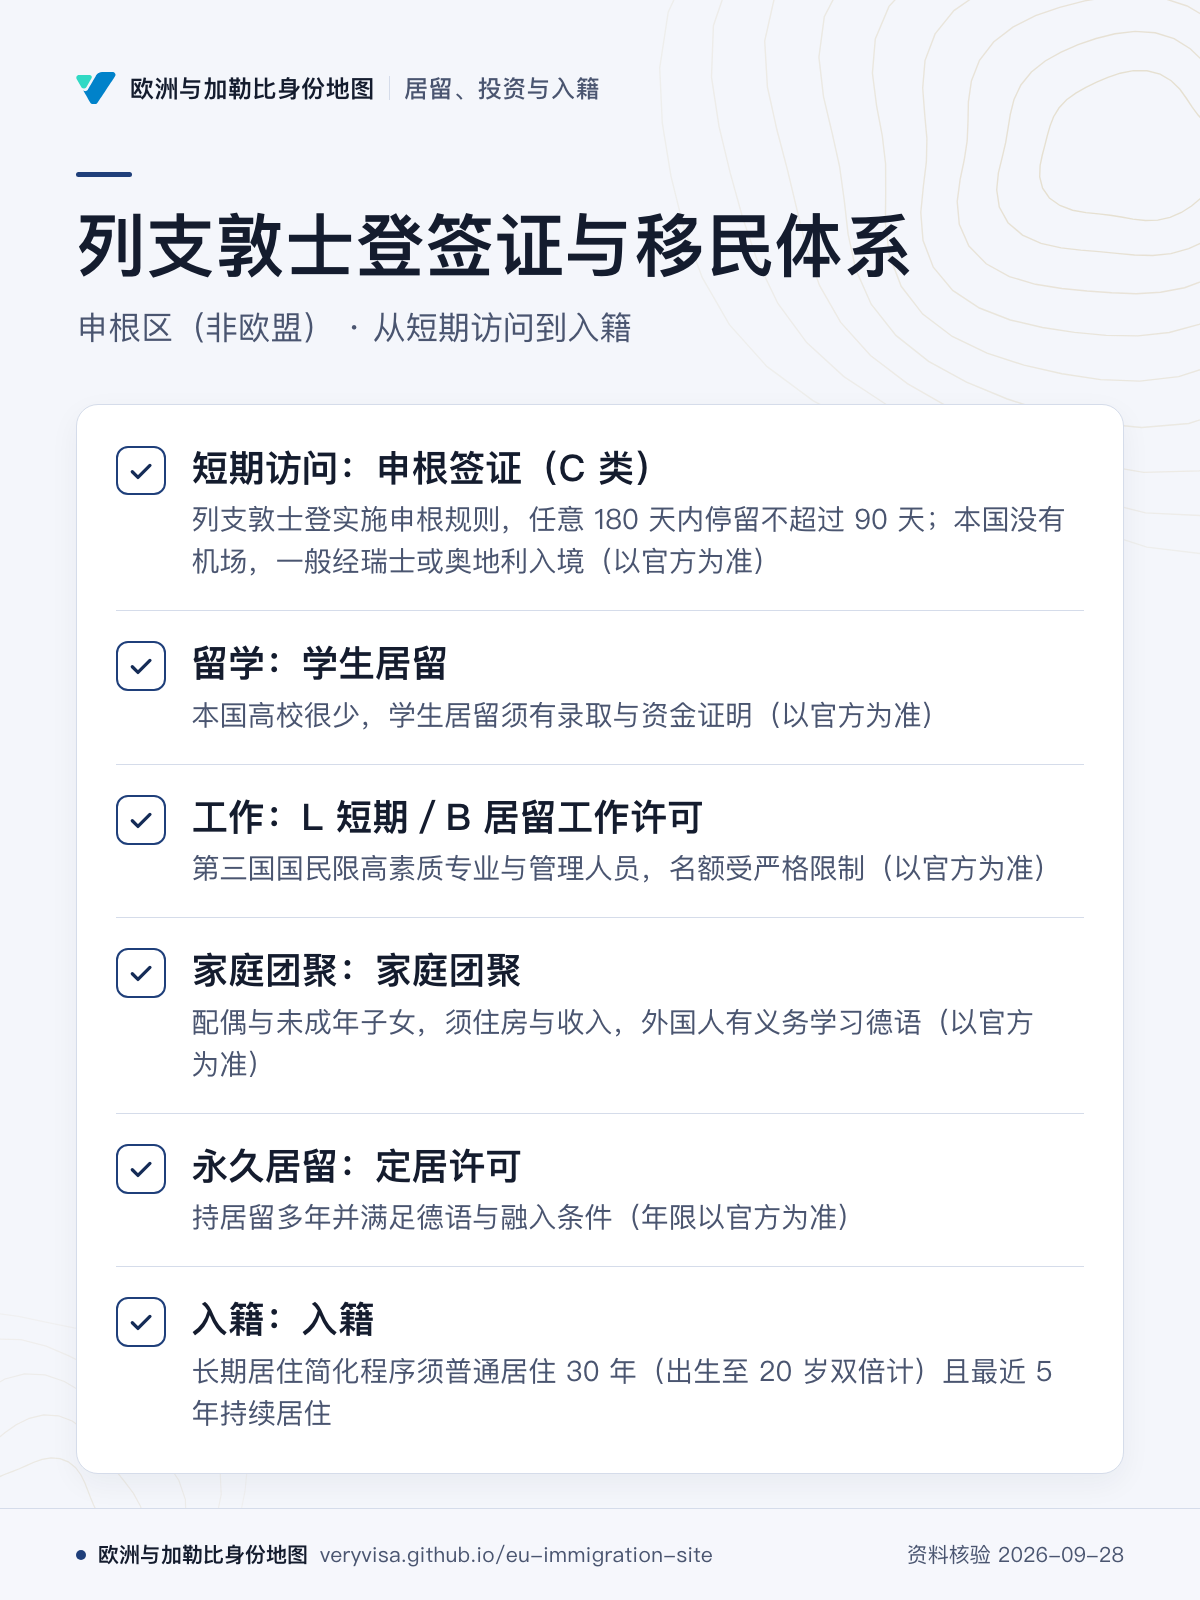 欧洲与加勒比身份地图 居留、投资与入籍
列支敦士登签证与移民体系
申根区（非欧盟） · 从短期访问到入籍
短期访问：申根签证（C 类）
列支敦士登实施申根规则，任意 180 天内停留不超过 90 天；本国没有
机场，一般经瑞士或奥地利入境（以官方为准）
留学：学生居留
本国高校很少，学生居留须有录取与资金证明（以官方为准）
工作：L 短期 / B 居留工作许可
第三国国民限高素质专业与管理人员，名额受严格限制（以官方为准）
家庭团聚：家庭团聚
配偶与未成年子女，须住房与收入，外国人有义务学习德语（以官方
为准）
永久居留：定居许可
持居留多年并满足德语与融入条件（年限以官方为准）
入籍：入籍
长期居住简化程序须普通居住 30 年（出生至 20 岁双倍计）且最近 5
年持续居住
欧洲与加勒比身份地图 veryvisa.github.io/eu-immigration-site 资料核验 2026-09-28